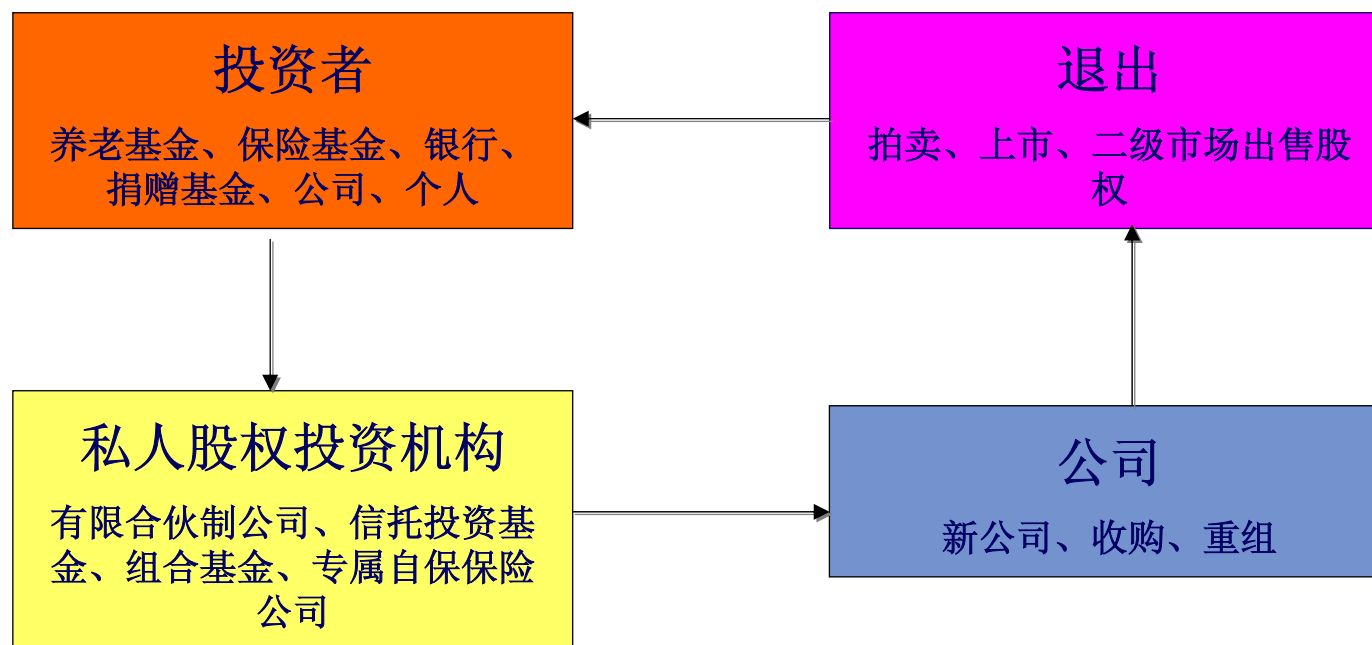 投资者
养老基金、保险基金、银行、
捐赠基金、公司、个人
退出
拍卖、上市、二级市场出售股
权
私人股权投资机构
有限合伙制公司、信托投资基
金、组合基金、专属自保保险
公司
公司
新公司、收购、重组